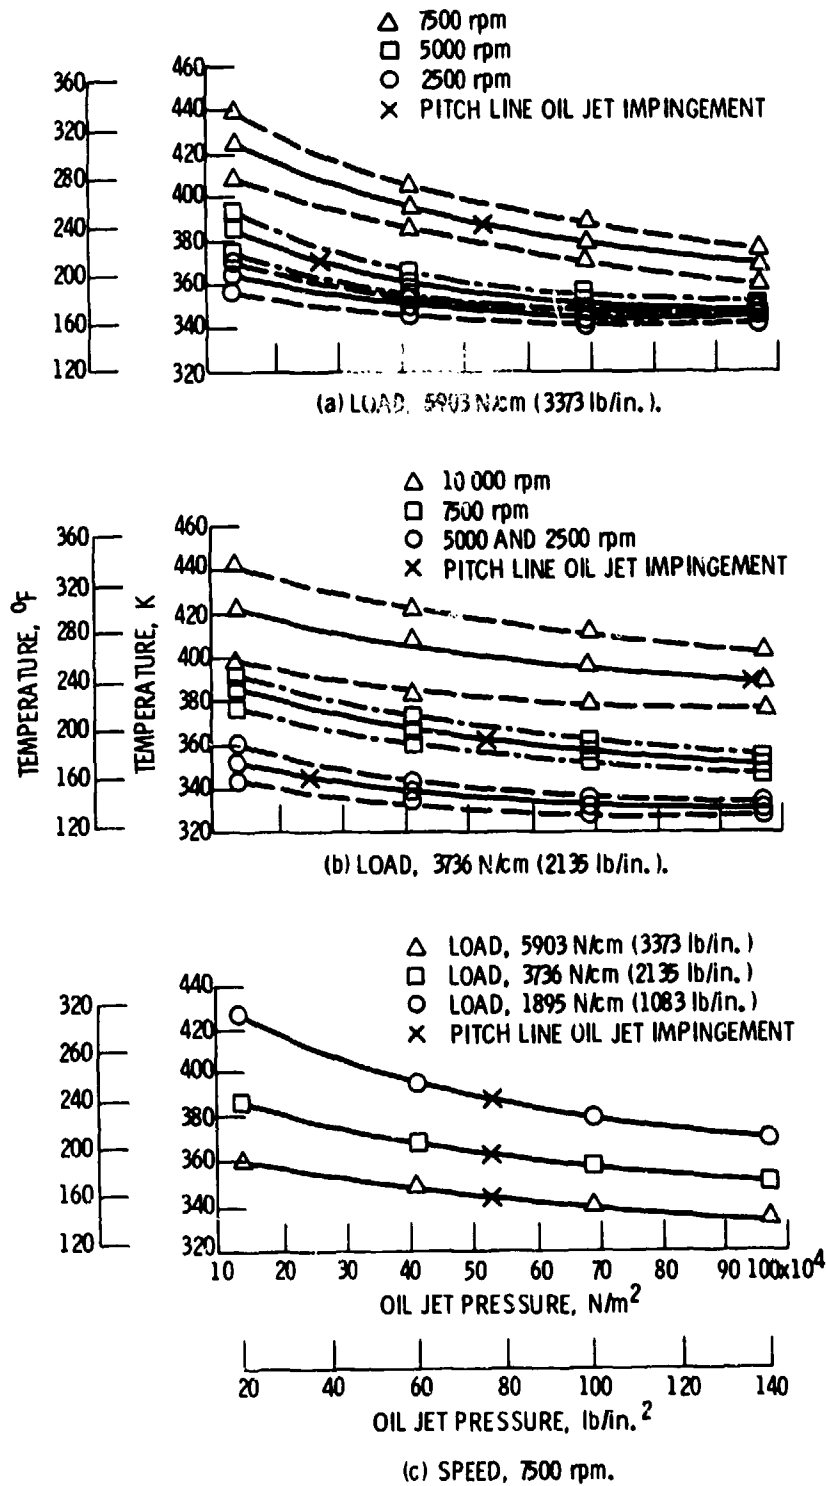 △ 7500 rpm
□ 5000 rpm
○ 2500 rpm
× PITCH LINE OIL JET IMPINGEMENT
360
320
280
240
200
160
120
460
440
420
400
380
360
340
320
(a) LOAD, 5903 N/cm (3373 lb/in.).
△ 10 000 rpm
□ 7500 rpm
○ 5000 AND 2500 rpm
× PITCH LINE OIL JET IMPINGEMENT
TEMPERATURE, °F
360
320
280
240
200
160
120
TEMPERATURE, K
460
440
420
400
380
360
340
320
(b) LOAD, 3736 N/cm (2135 lb/in.).
△ LOAD, 5903 N/cm (3373 lb/in.)
□ LOAD, 3736 N/cm (2135 lb/in.)
○ LOAD, 1895 N/cm (1083 lb/in.)
× PITCH LINE OIL JET IMPINGEMENT
320
260
240
200
160
120
440
420
400
380
360
340
320
10 20 30 40 50 60 70 80 90 100x10⁴
OIL JET PRESSURE, N/m²
20 40 60 80 100 120 140
OIL JET PRESSURE, lb/in.²
(c) SPEED, 7500 rpm.